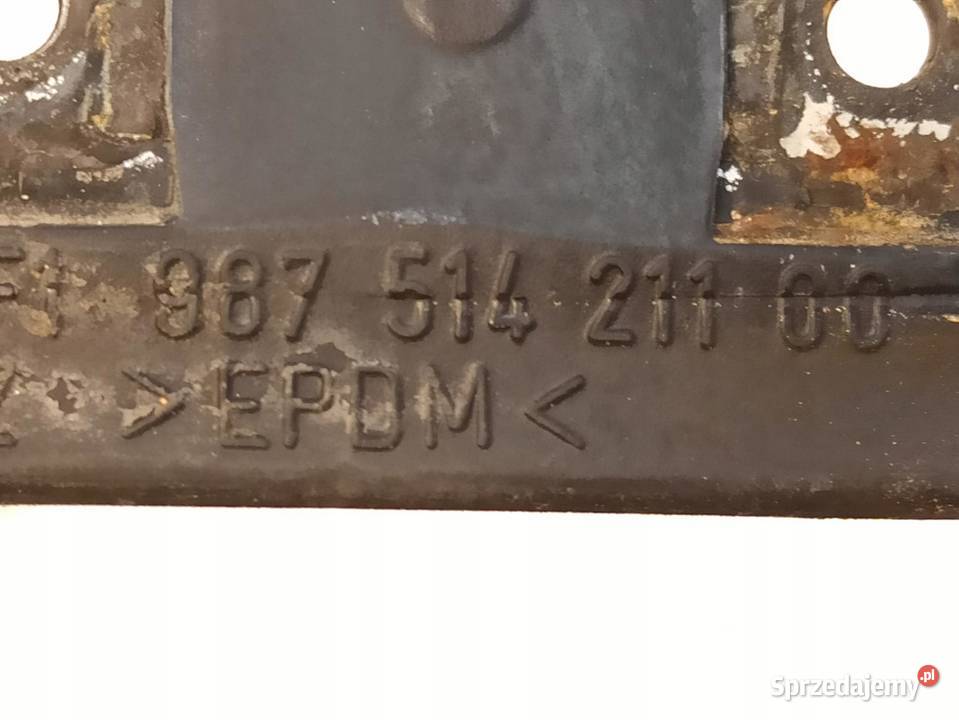 987 514 211 00
>EPDM<
Sprzedajemy.pl